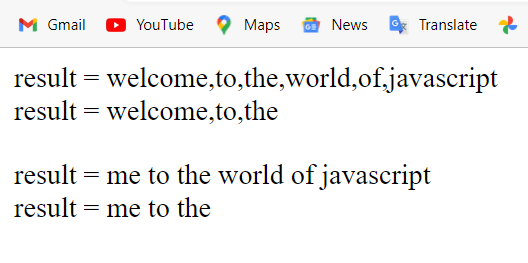 Gmail YouTube Maps GE News G Translate
result = welcome,to,the,world,of,javascript
result = welcome,to,the
result = me to the world of javascript
result = me to the